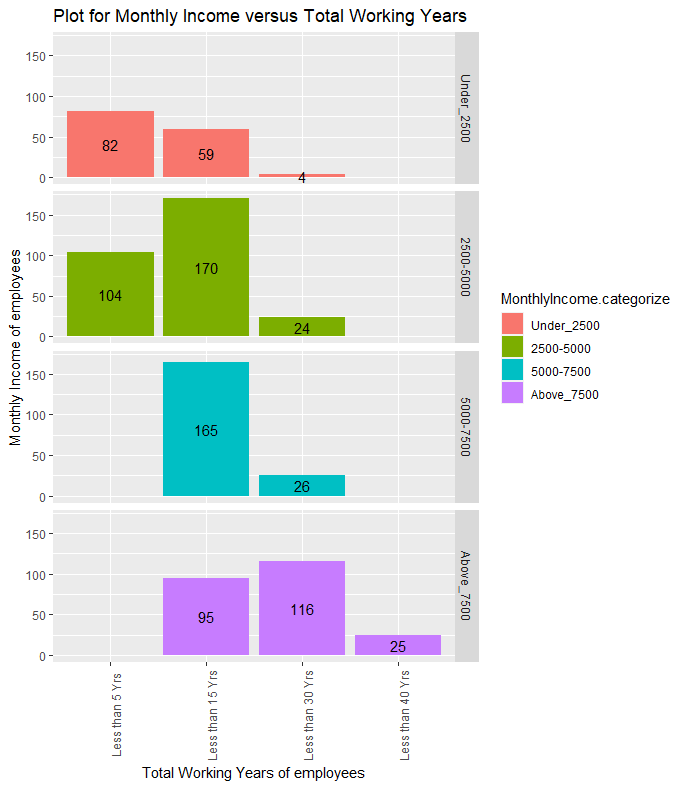 Plot for Monthly Income versus Total Working Years
Monthly Income of employees
150
100
50
0
82
59
4
Under_2500
150
100
50
0
104
170
24
2500-5000
150
100
50
0
165
26
5000-7500
150
100
50
0
95
116
25
Above_7500
Less than 5 Yrs
Less than 15 Yrs
Less than 30 Yrs
Less than 40 Yrs
Total Working Years of employees
MonthlyIncome.categorize
Under_2500
2500-5000
5000-7500
Above_7500